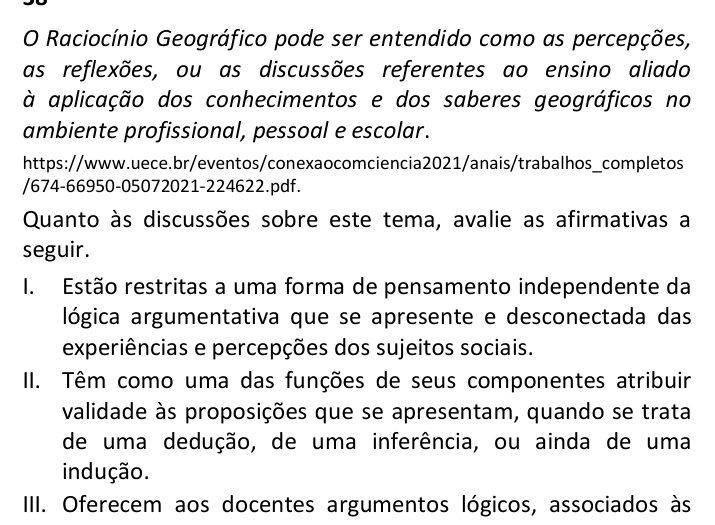 38
O Raciocínio Geográfico pode ser entendido como as percepções,
as reflexões, ou as discussões referentes ao ensino aliado
à aplicação dos conhecimentos e dos saberes geográficos no
ambiente profissional, pessoal e escolar.
https://www.uece.br/eventos/conexaocomciencia2021/anais/trabalhos_completos
/674-66950-05072021-224622.pdf.
Quanto às discussões sobre este tema, avalie as afirmativas a
seguir.
I. Estão restritas a uma forma de pensamento independente da
lógica argumentativa que se apresente e desconectada das
experiências e percepções dos sujeitos sociais.
II. Têm como uma das funções de seus componentes atribuir
validade às proposições que se apresentam, quando se trata
de uma dedução, de uma inferência, ou ainda de uma
indução.
III. Oferecem aos docentes argumentos lógicos, associados às